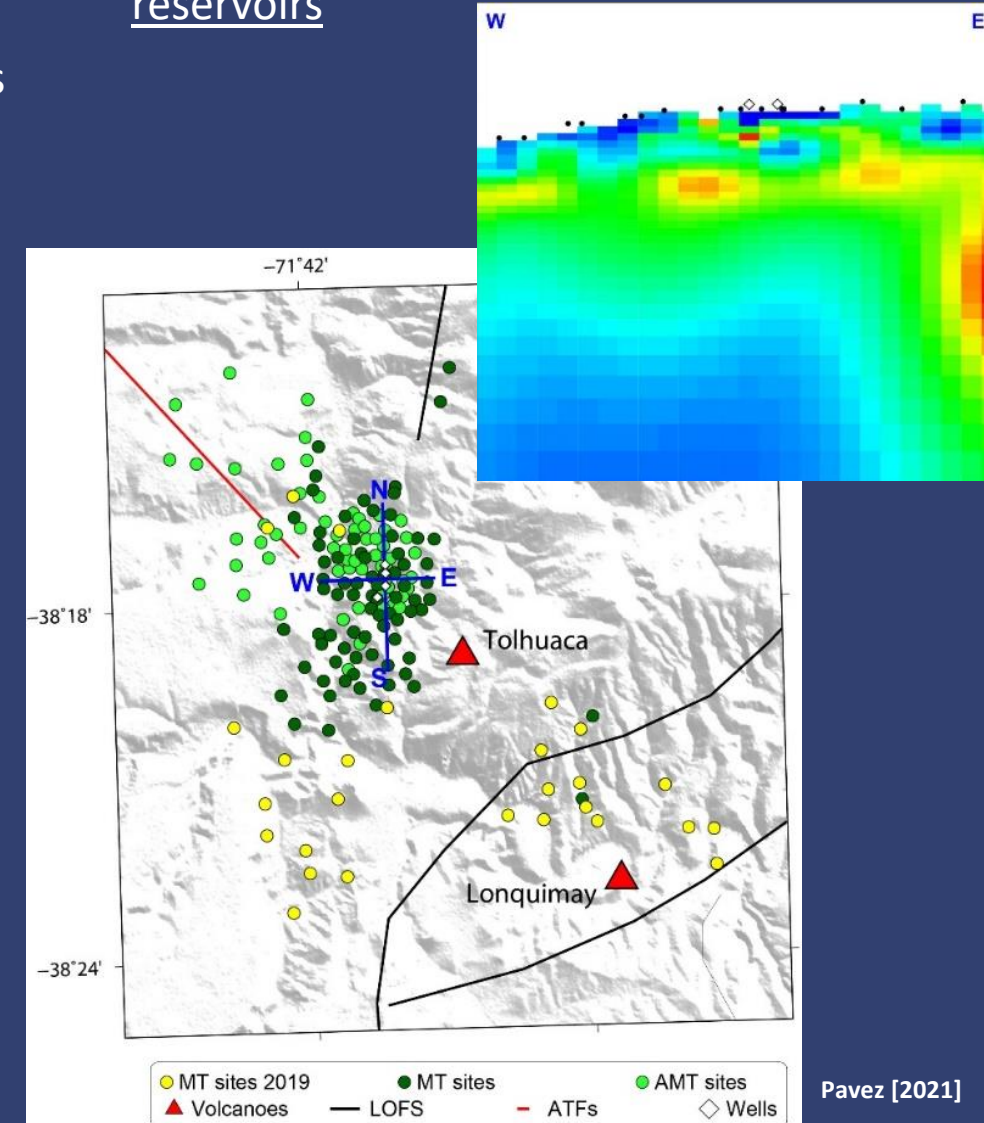 reservoirs
s
W E
−71°42'
N
W E
−38°18'
Tolhuaca
S
Lonquimay
−38°24'
MT sites 2019 MT sites AMT sites
Volcanoes LOFS ATFs Wells
Pavez [2021]